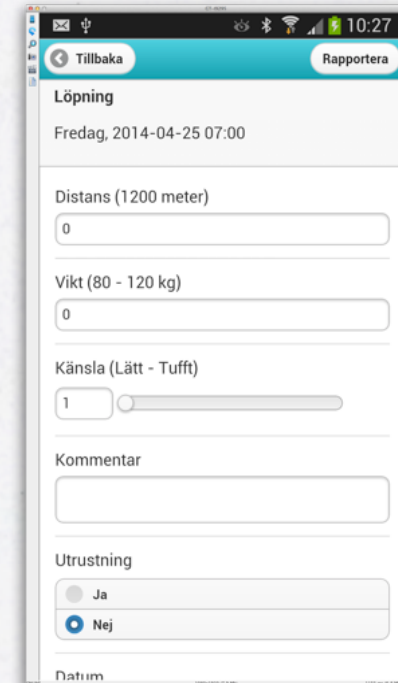 10:27
Tillbaka
Rapportera
Löpning
Fredag, 2014-04-25 07:00
Distans (1200 meter)
0
Vikt (80 - 120 kg)
0
Känsla (Lätt - Tufft)
1
Kommentar
Utrustning
Ja
Nej
Datum